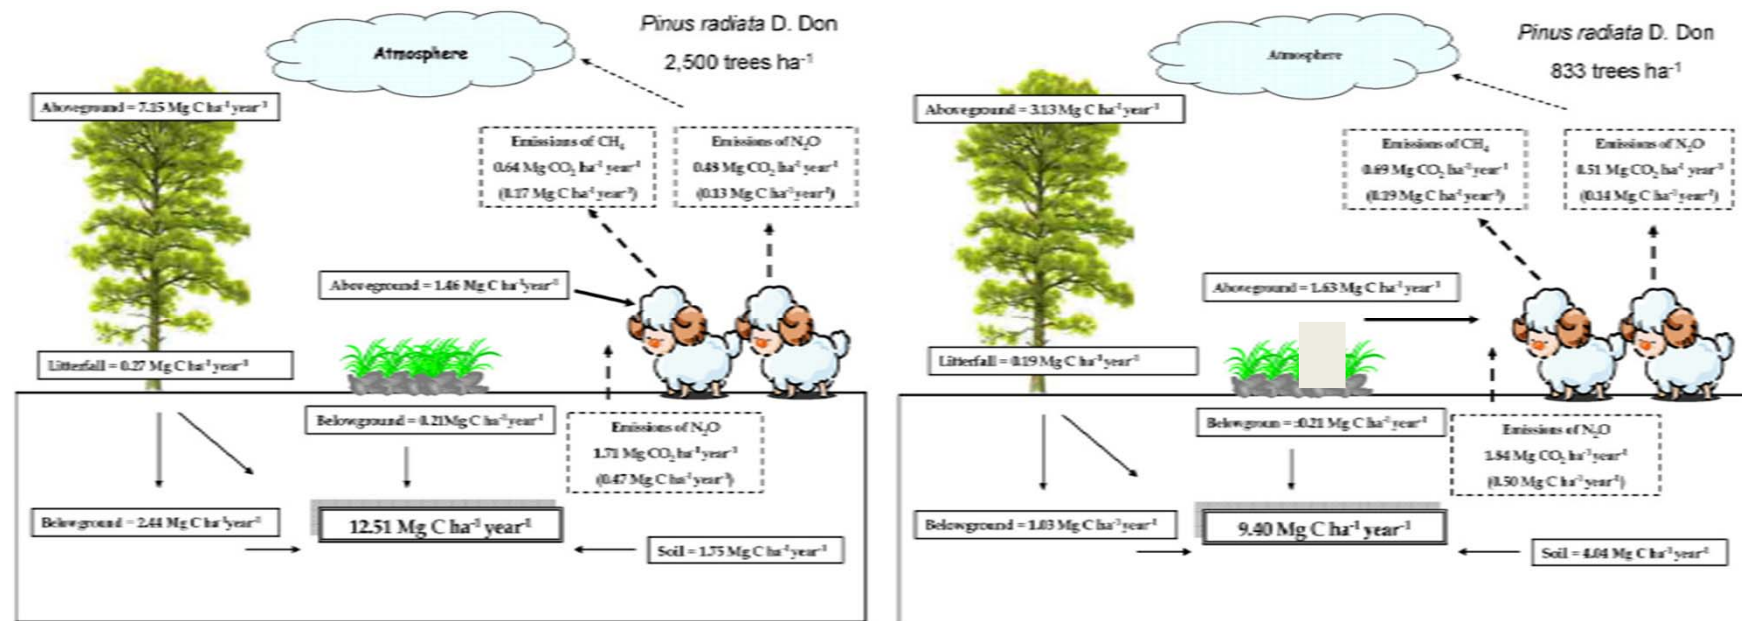 Pinus radiata D. Don
2,500 trees ha⁻¹
Atmosphere
Aboveground = 7.15 Mg C ha⁻¹ year⁻¹
Emissions of CH₄
0.64 Mg CO₂ ha⁻¹ year⁻¹
(0.17 Mg C ha⁻¹ year⁻¹)
Emissions of N₂O
0.48 Mg CO₂ ha⁻¹ year⁻¹
(0.13 Mg C ha⁻¹ year⁻¹)
Aboveground = 1.46 Mg C ha⁻¹ year⁻¹
Litterfall = 0.27 Mg C ha⁻¹ year⁻¹
Belowground = 0.21Mg C ha⁻¹ year⁻¹
Emissions of N₂O
1.71 Mg CO₂ ha⁻¹ year⁻¹
(0.47 Mg C ha⁻¹ year⁻¹)
Belowground = 2.44 Mg C ha⁻¹ year⁻¹
12.51 Mg C ha⁻¹ year⁻¹
Soil = 1.75 Mg C ha⁻¹ year⁻¹
Pinus radiata D. Don
833 trees ha⁻¹
Atmosphere
Aboveground = 3.13 Mg C ha⁻¹ year⁻¹
Emissions of CH₄
0.69 Mg CO₂ ha⁻¹ year⁻¹
(0.19 Mg C ha⁻¹ year⁻¹)
Emissions of N₂O
0.51 Mg CO₂ ha⁻¹ year⁻¹
(0.14 Mg C ha⁻¹ year⁻¹)
Aboveground = 1.63 Mg C ha⁻¹ year⁻¹
Litterfall = 0.19 Mg C ha⁻¹ year⁻¹
Belowgroun = :0.21 Mg C ha⁻¹ year⁻¹
Emissions of N₂O
1.84 Mg CO₂ ha⁻¹ year⁻¹
(0.50 Mg C ha⁻¹ year⁻¹)
Belowground = 1.03 Mg C ha⁻¹ year⁻¹
9.40 Mg C ha⁻¹ year⁻¹
Soil = 4.04 Mg C ha⁻¹ year⁻¹